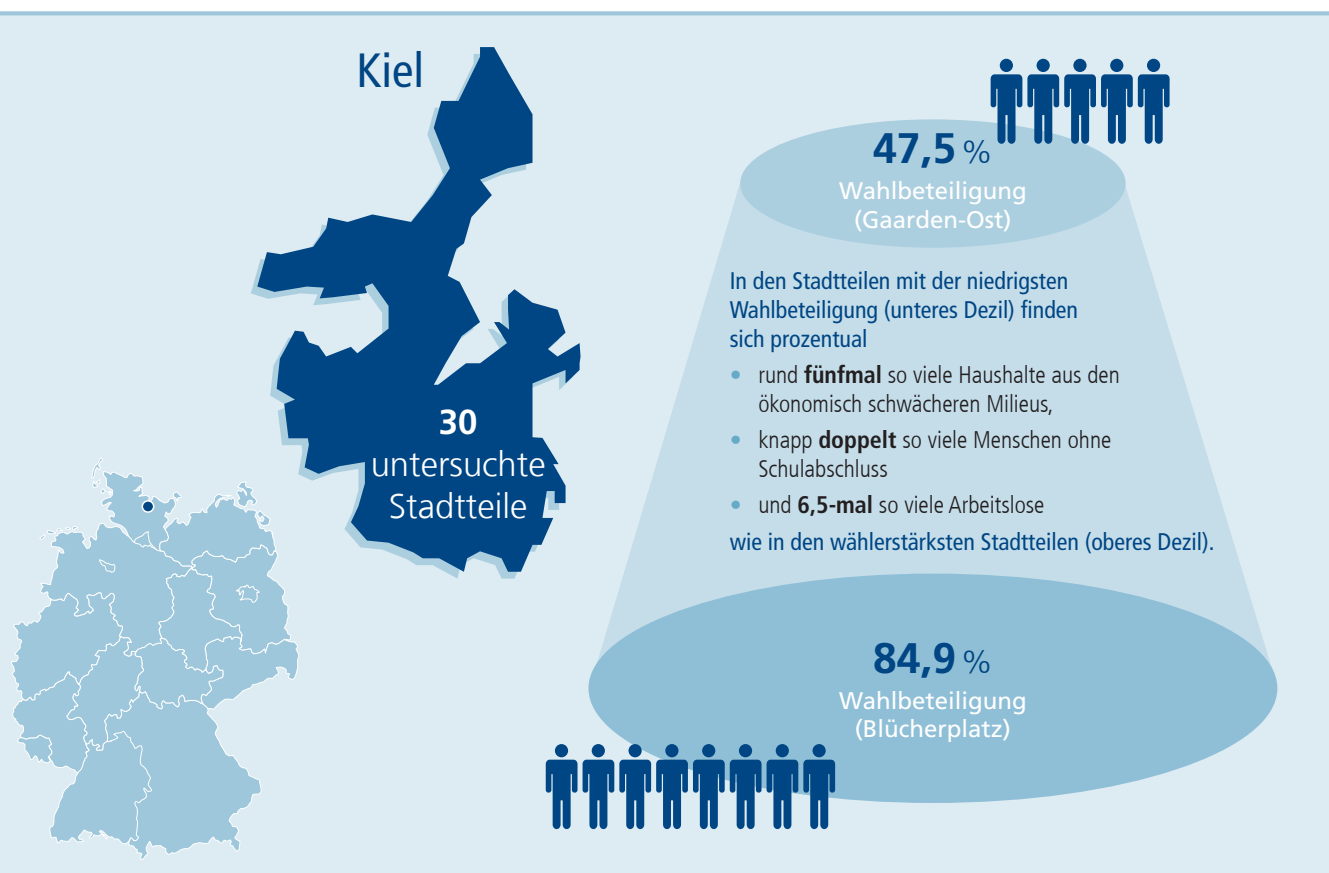 Kiel
30
untersuchte
Stadtteile
47,5 %
Wahlbeteiligung
(Gaarden-Ost)
In den Stadtteilen mit der niedrigsten
Wahlbeteiligung (unteres Dezil) finden
sich prozentual
• rund fünfmal so viele Haushalte aus den
ökonomisch schwächeren Milieus,
• knapp doppelt so viele Menschen ohne
Schulabschluss
• und 6,5-mal so viele Arbeitslose
wie in den wählerstärksten Stadtteilen (oberes Dezil).
84,9 %
Wahlbeteiligung
(Blücherplatz)